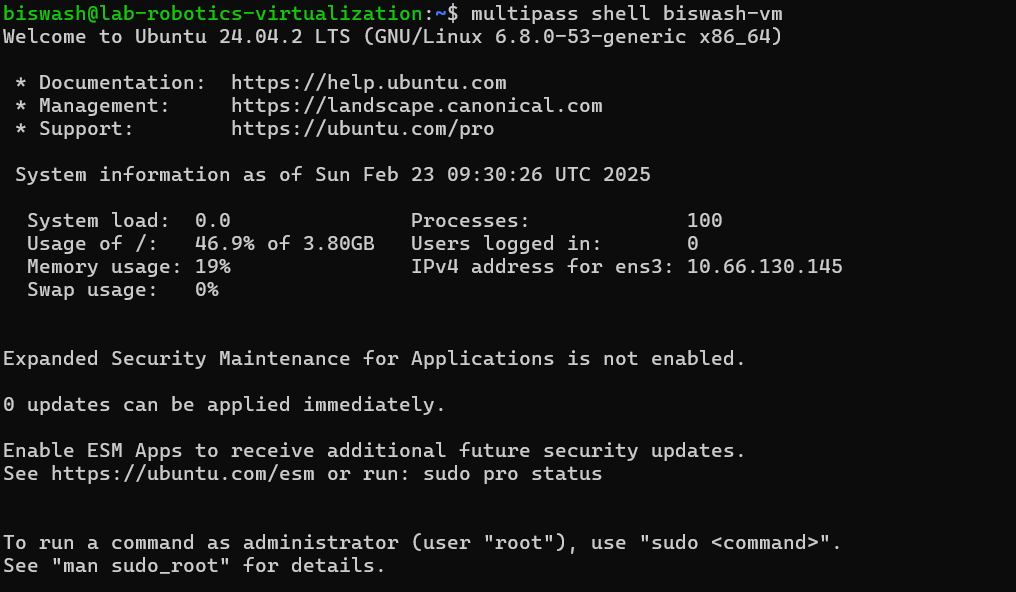 biswash@lab-robotics-virtualization:~$ multipass shell biswash-vm
Welcome to Ubuntu 24.04.2 LTS (GNU/Linux 6.8.0-53-generic x86_64)
* Documentation:  https://help.ubuntu.com
* Management:     https://landscape.canonical.com
* Support:        https://ubuntu.com/pro
System information as of Sun Feb 23 09:30:26 UTC 2025
System load:  0.0               Processes:             100
Usage of /:   46.9% of 3.80GB   Users logged in:       0
Memory usage: 19%               IPv4 address for ens3: 10.66.130.145
Swap usage:   0%
Expanded Security Maintenance for Applications is not enabled.
0 updates can be applied immediately.
Enable ESM Apps to receive additional future security updates.
See https://ubuntu.com/esm or run: sudo pro status
To run a command as administrator (user "root"), use "sudo <command>".
See "man sudo_root" for details.